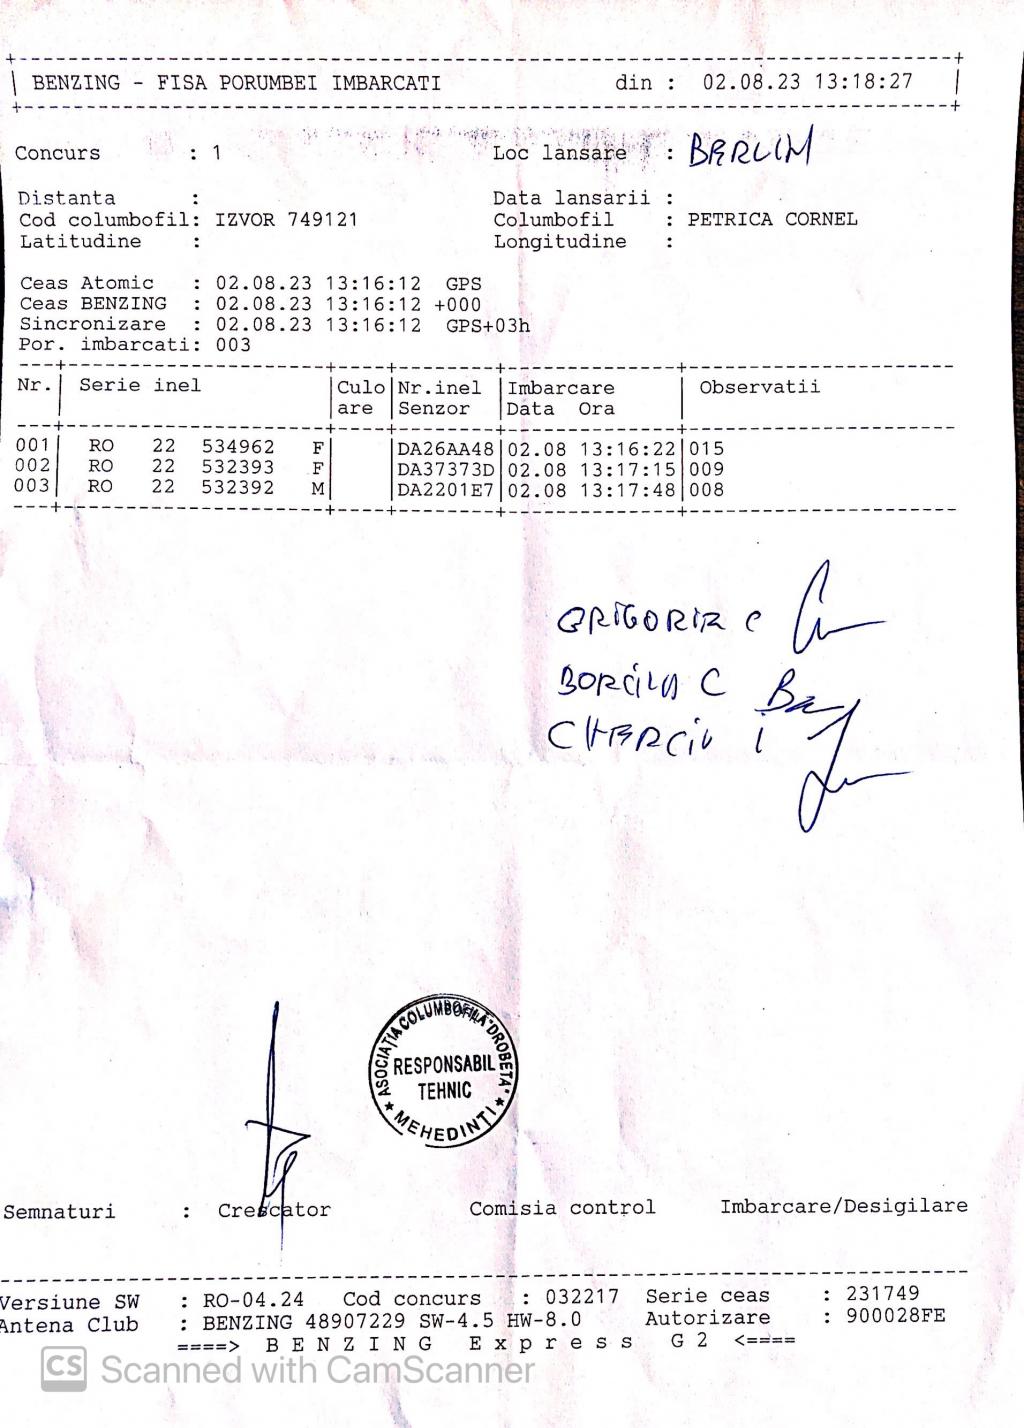 BENZING - FISA PORUMBEI IMBARCATI din : 02.08.23 13:18:27
Concurs : 1 Loc lansare : BERLIN
Distanta : Data lansarii :
Cod columbofil: IZVOR 749121 Columbofil : PETRICA CORNEL
Latitudine : Longitudine :
Ceas Atomic : 02.08.23 13:16:12 GPS
Ceas BENZING : 02.08.23 13:16:12 +000
Sincronizare : 02.08.23 13:16:12 GPS+03h
Por. imbarcati: 003
Nr. Serie inel Culo Nr.inel Imbarcare Observatii
are Senzor Data Ora
001 RO 22 534962 F DA26AA48 02.08 13:16:22 015
002 RO 22 532393 F DA37373D 02.08 13:17:15 009
003 RO 22 532392 M DA2201E7 02.08 13:17:48 008
GRIGORIE C
BORCILA C
CHERCIU I
ASOCIATIA COLUMBOFILA "DROBETA"
RESPONSABIL
TEHNIC
★ MEHEDINTI ★
Semnaturi : Crescator Comisia control Imbarcare/Desigilare
Versiune SW : RO-04.24 Cod concurs : 032217 Serie ceas : 231749
Antena Club : BENZING 48907229 SW-4.5 HW-8.0 Autorizare : 900028FE
====> B E N Z I N G E x p r e s s G 2 <====
CS Scanned with CamScanner